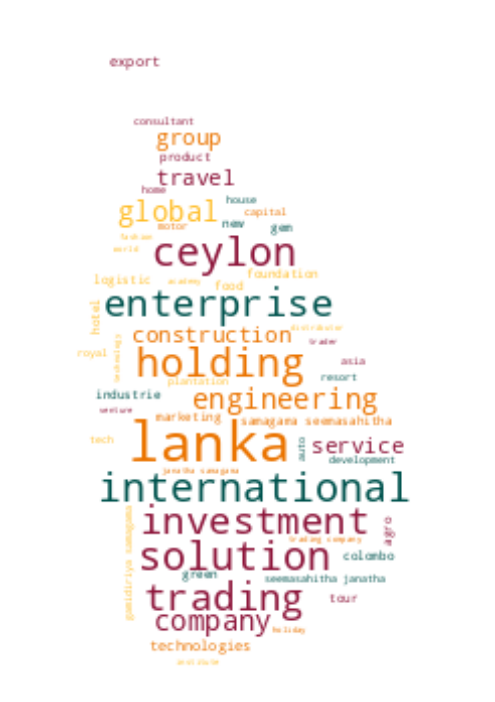 export
consultant
group
product
travel
home
house
global
capital
motor
new
gem
fashion
world
ceylon
foundation
logistic
academy
food
enterprise
hotel
distributor
construction
technology
trader
royal
holding
asia
plantation
resort
industrie
engineering
venture
marketing
samagama seemasahitha
lanka
tech
auto
service
development
janatha samagama
international
investment
gamidiriya samagama
agro
trading company
solution
colombo
green
seemasahitha janatha
trading
tour
company
holiday
technologies
institute